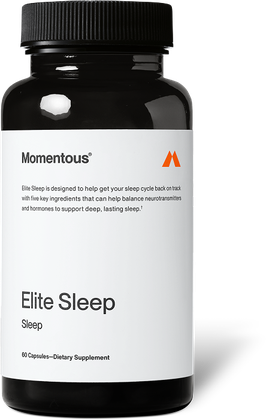 Momentous®
Elite Sleep is designed to help get your sleep cycle back on track
with five key ingredients that can help balance neurotransmitters
and hormones to support deep, lasting sleep.†
Elite Sleep
Sleep
60 Capsules—Dietary Supplement